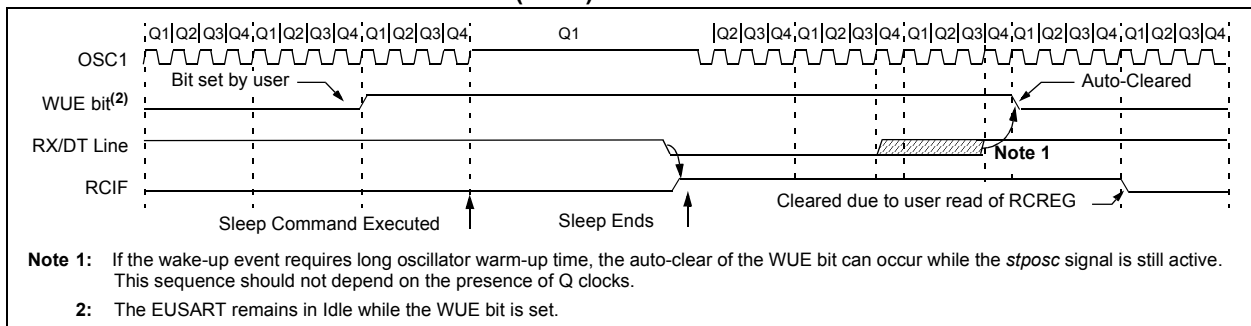 Q1|Q2|Q3|Q4|Q1|Q2|Q3|Q4|Q1|Q2|Q3|Q4 Q1 |Q2|Q3|Q4|Q1|Q2|Q3|Q4|Q1|Q2|Q3|Q4|Q1|Q2|Q3|Q4|Q1|Q2|Q3|Q4
OSC1
Bit set by user Auto-Cleared
WUE bit(2)
RX/DT Line Note 1
RCIF
Cleared due to user read of RCREG
Sleep Command Executed Sleep Ends
Note 1: If the wake-up event requires long oscillator warm-up time, the auto-clear of the WUE bit can occur while the stposc signal is still active.
This sequence should not depend on the presence of Q clocks.
2: The EUSART remains in Idle while the WUE bit is set.